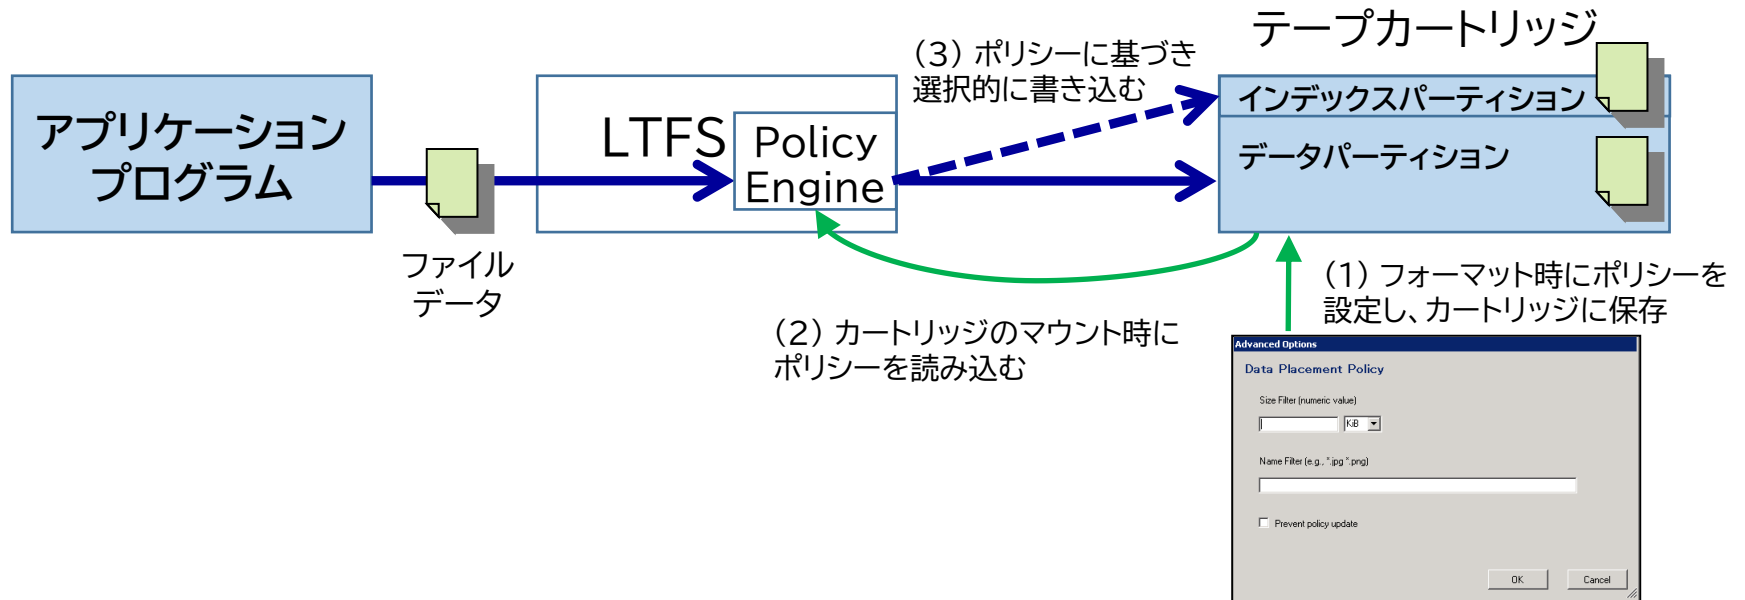 テープカートリッジ
(3) ポリシーに基づき
選択的に書き込む
アプリケーション
プログラム
LTFS
Policy
Engine
インデックスパーティション
データパーティション
ファイル
データ
(1) フォーマット時にポリシーを
設定し、カートリッジに保存
(2) カートリッジのマウント時に
ポリシーを読み込む
Advanced Options
Data Placement Policy
Size Filter (numeric value)
KiB
Name Filter (e.g., *.jpg *.png)
Prevent policy update
OK
Cancel